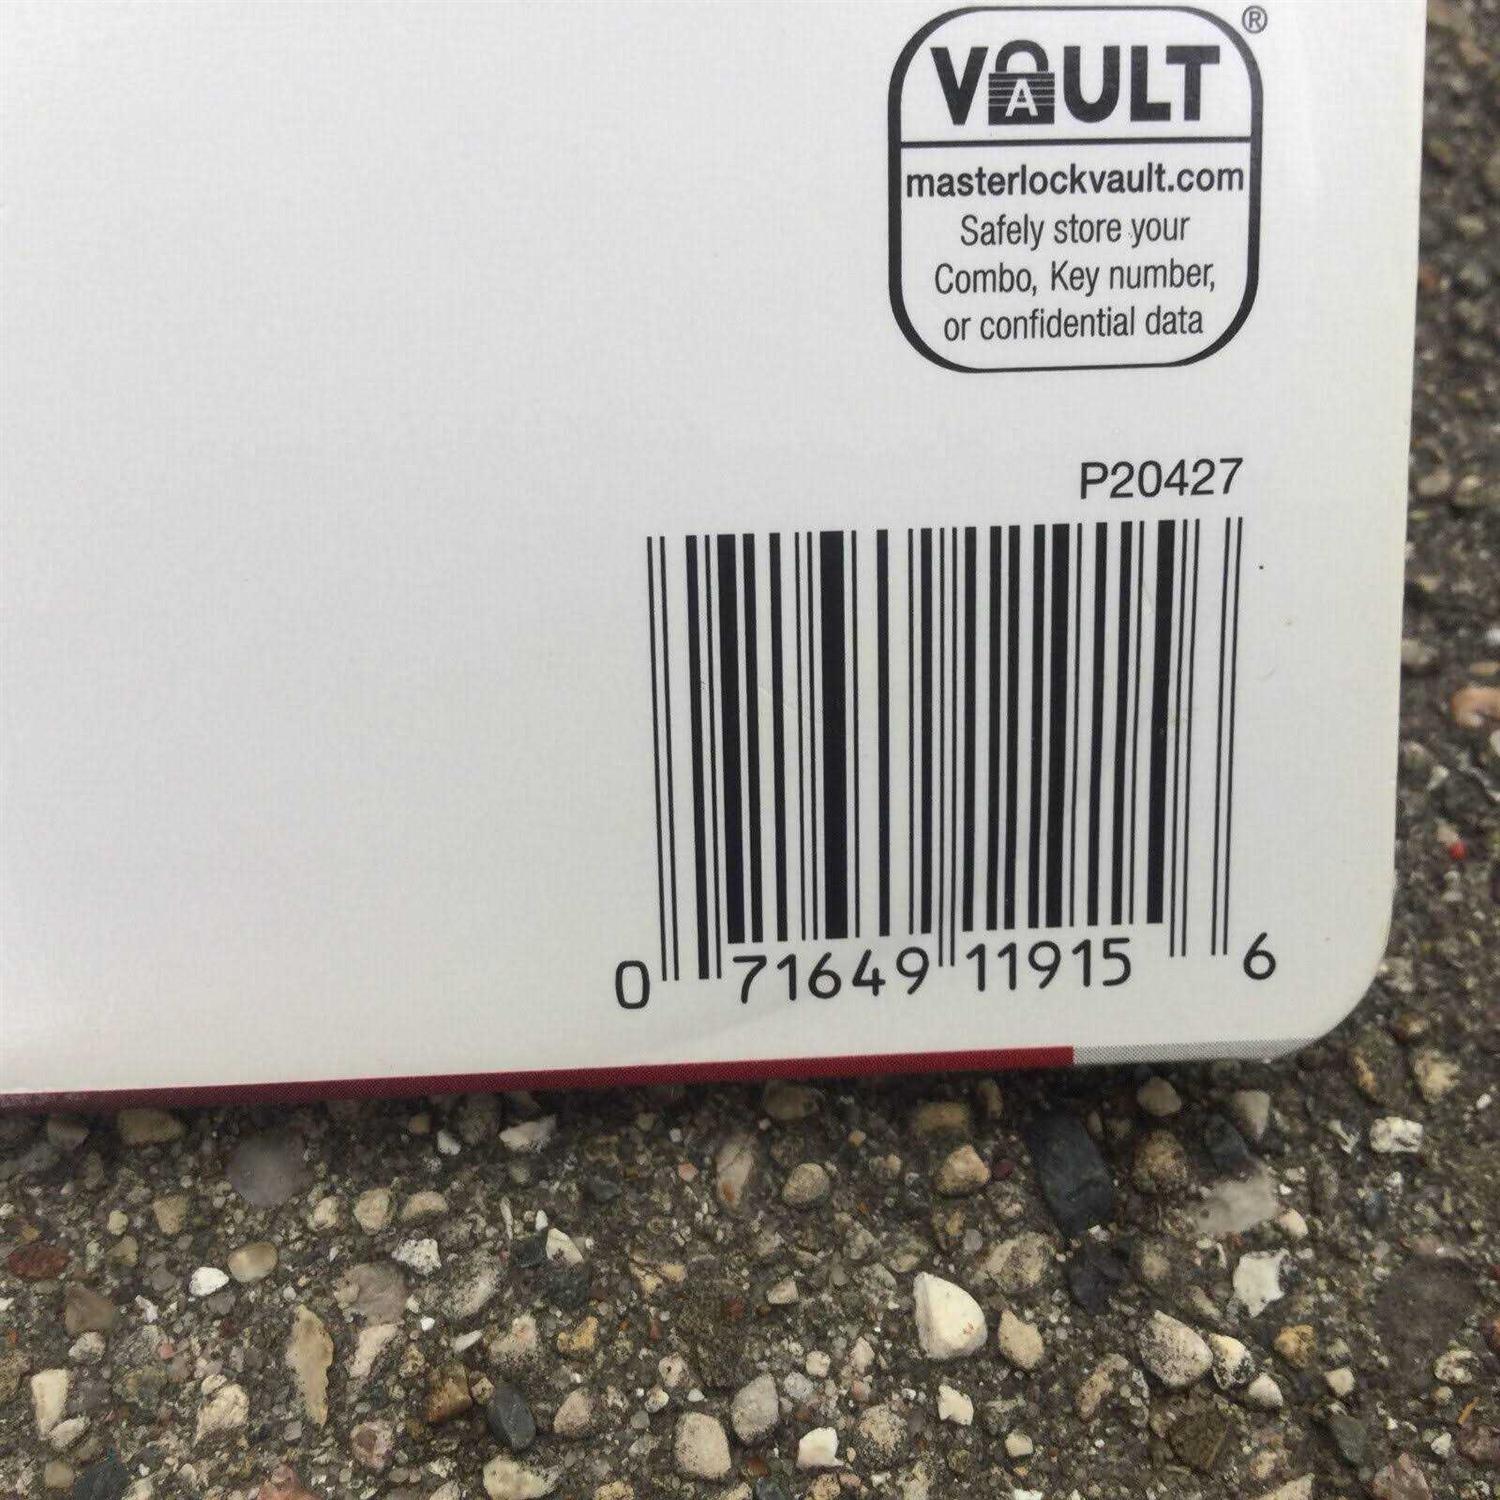 VAULT®
masterlockvault.com
Safely store your
Combo, Key number,
or confidential data
P20427
0 71649 11915 6